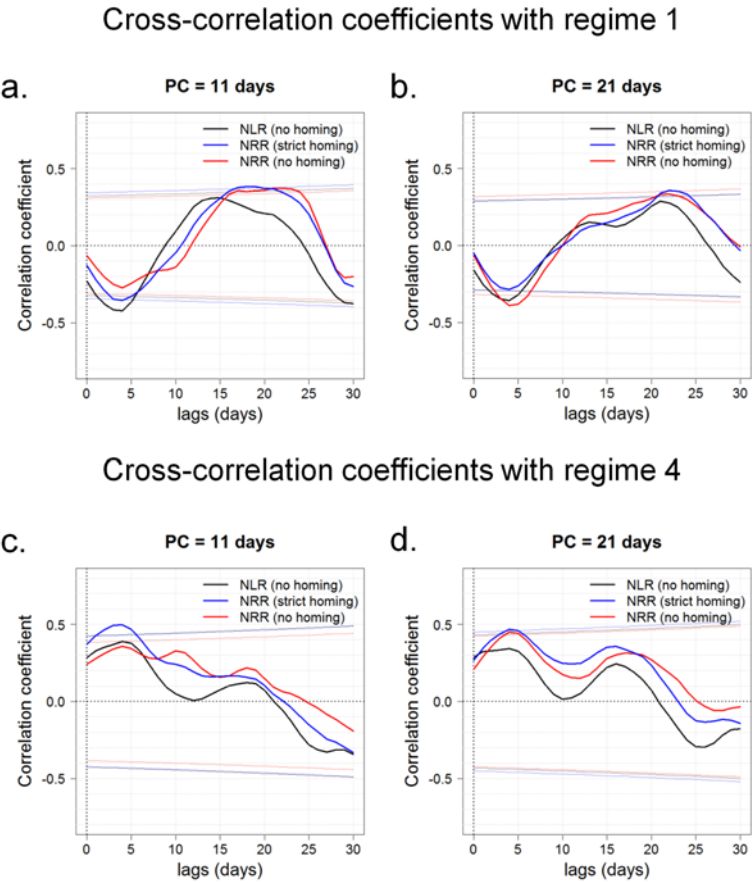 Cross-correlation coefficients with regime 1
a.
PC = 11 days
NLR (no homing)
NRR (strict homing)
NRR (no homing)
Correlation coefficient
0.5
0.0
-0.5
0 5 10 15 20 25 30
lags (days)
b.
PC = 21 days
NLR (no homing)
NRR (strict homing)
NRR (no homing)
Correlation coefficient
0.5
0.0
-0.5
0 5 10 15 20 25 30
lags (days)
Cross-correlation coefficients with regime 4
c.
PC = 11 days
NLR (no homing)
NRR (strict homing)
NRR (no homing)
Correlation coefficient
0.5
0.0
-0.5
0 5 10 15 20 25 30
lags (days)
d.
PC = 21 days
NLR (no homing)
NRR (strict homing)
NRR (no homing)
Correlation coefficient
0.5
0.0
-0.5
0 5 10 15 20 25 30
lags (days)